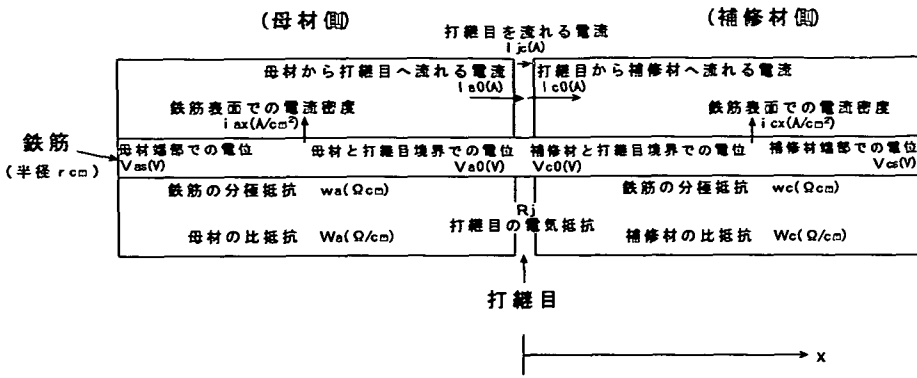 (母材側)
打継目を流れる電流
Ijc(A)
(補修材側)
母材から打継目へ流れる電流
Ia0(A)
打継目から補修材へ流れる電流
Ic0(A)
鉄筋表面での電流密度
iax(A/cm²)
鉄筋表面での電流密度
icx(A/cm²)
鉄筋
(半径rcm)
母材端部での電位
Vas(V)
母材と打継目境界での電位
Va0(V)
補修材と打継目境界での電位
Vc0(V)
補修材端部での電位
Vcs(V)
鉄筋の分極抵抗 wa(Ωcm)
鉄筋の分極抵抗 wc(Ωcm)
Rj
打継目の電気抵抗
母材の比抵抗 Wa(Ω/cm)
補修材の比抵抗 Wc(Ω/cm)
打継目
x